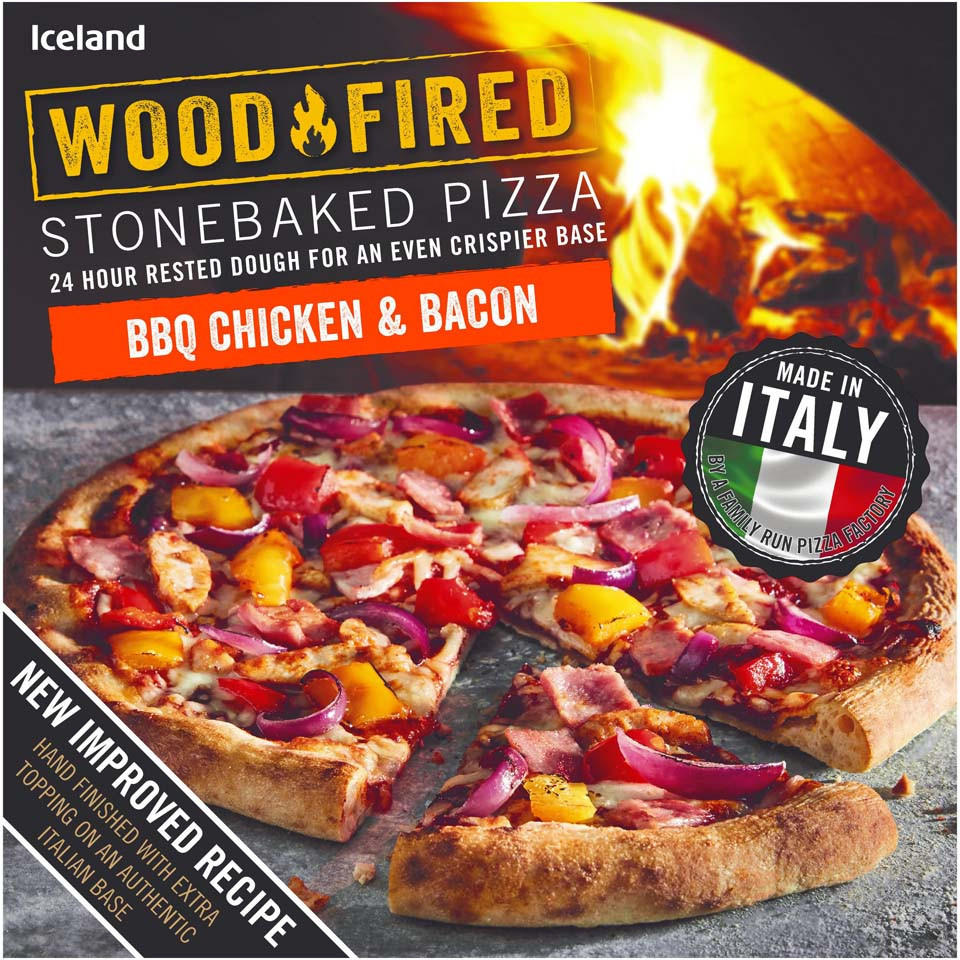 Iceland
WOOD FIRED
STONEBAKED PIZZA
24 HOUR RESTED DOUGH FOR AN EVEN CRISPIER BASE
BBQ CHICKEN & BACON
MADE IN
ITALY
BY A FAMILY RUN PIZZA FACTORY
NEW IMPROVED RECIPE
HAND FINISHED WITH EXTRA
TOPPING ON AN AUTHENTIC
ITALIAN BASE